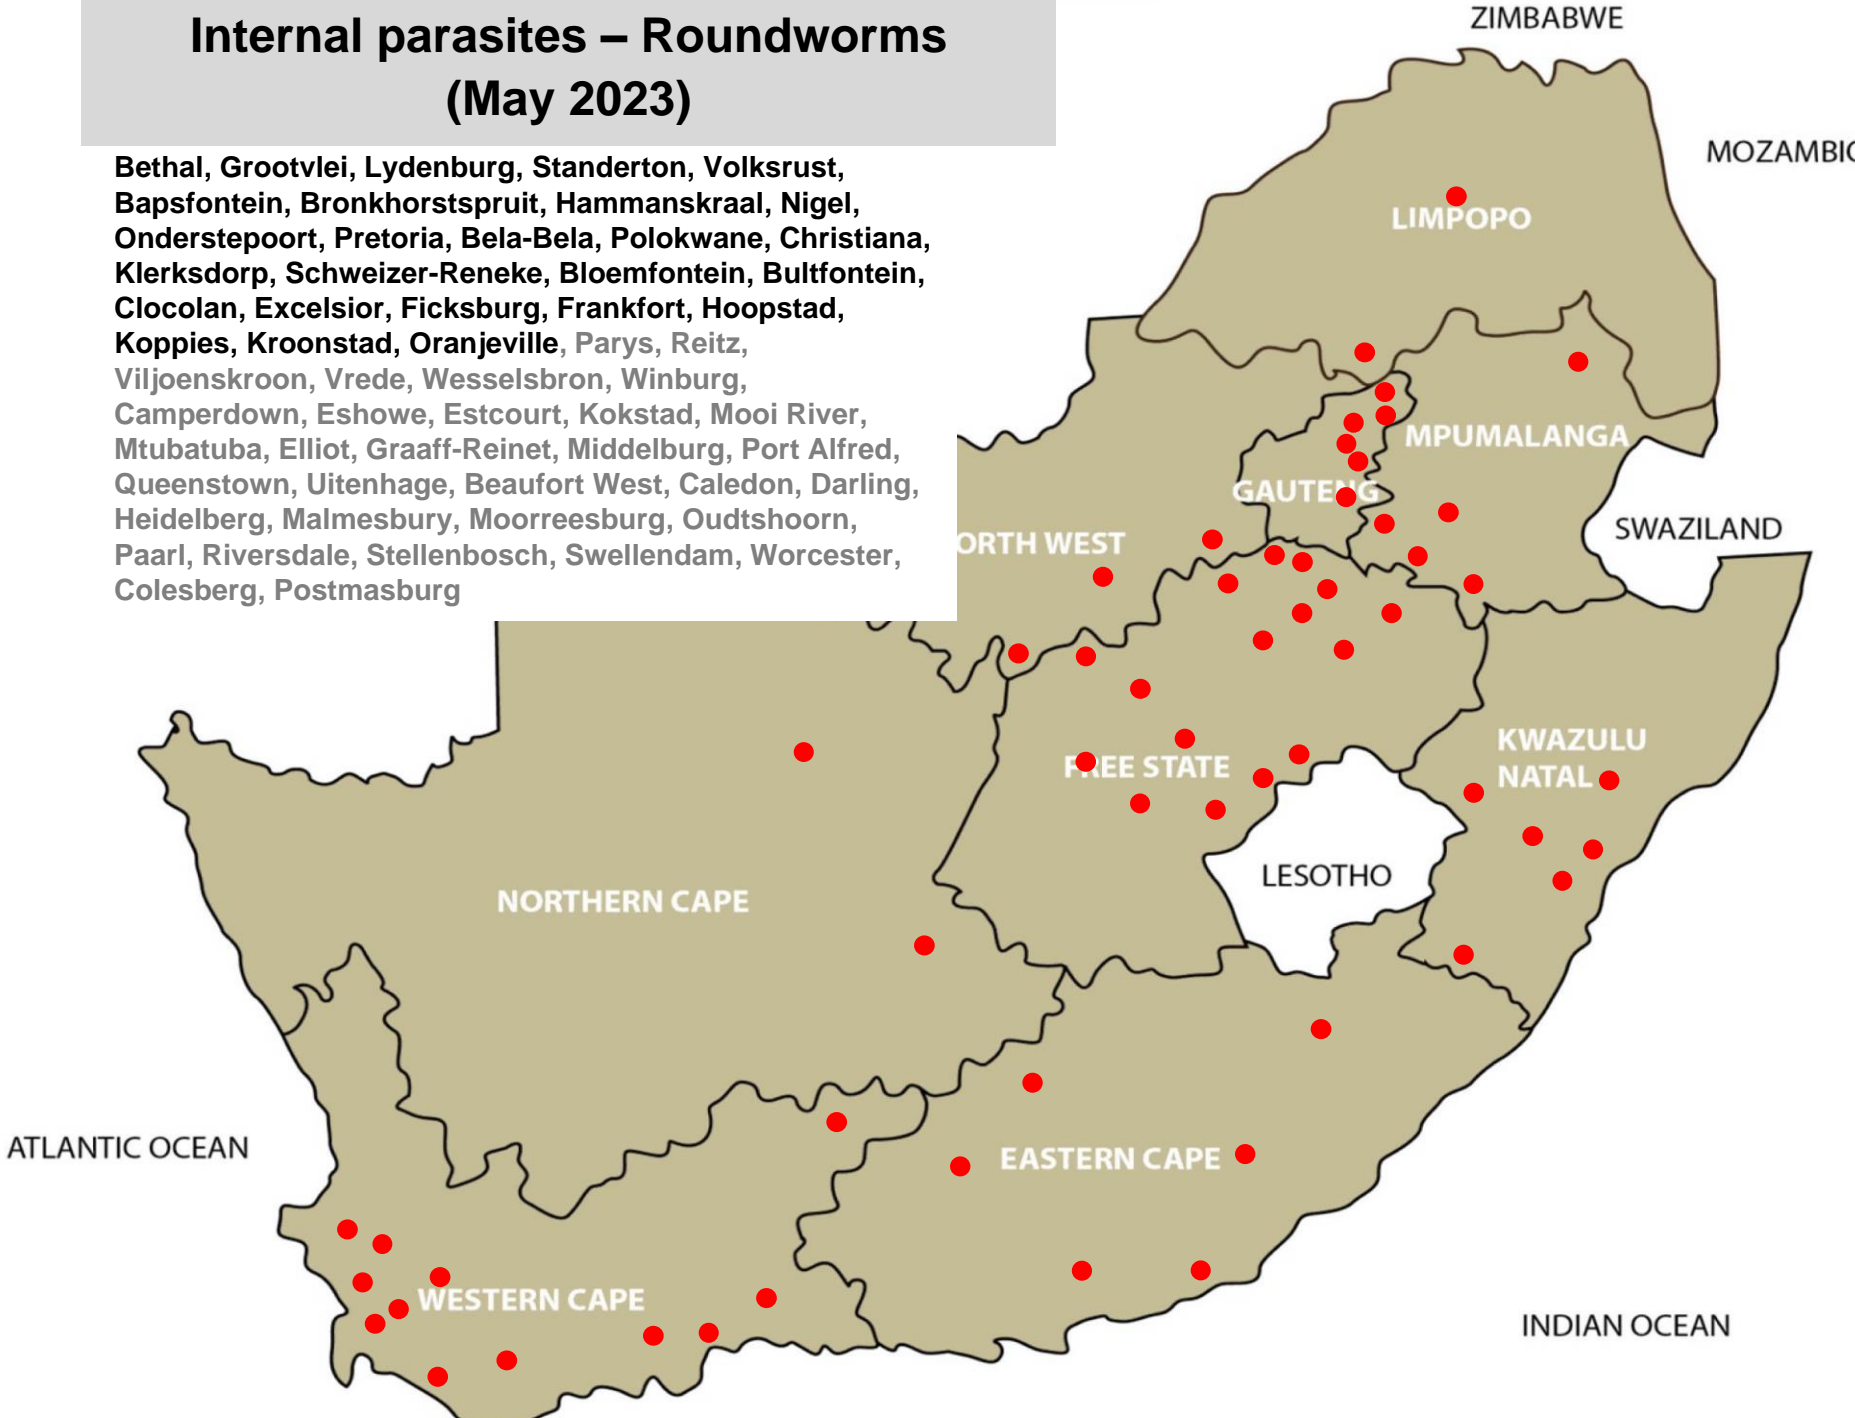 Internal parasites – Roundworms
(May 2023)
Bethal, Grootvlei, Lydenburg, Standerton, Volksrust,
Bapsfontein, Bronkhorstspruit, Hammanskraal, Nigel,
Onderstepoort, Pretoria, Bela-Bela, Polokwane, Christiana,
Klerksdorp, Schweizer-Reneke, Bloemfontein, Bultfontein,
Clocolan, Excelsior, Ficksburg, Frankfort, Hoopstad,
Koppies, Kroonstad, Oranjeville, Parys, Reitz,
Viljoenskroon, Vrede, Wesselsbron, Winburg,
Camperdown, Eshowe, Estcourt, Kokstad, Mooi River,
Mtubatuba, Elliot, Graaff-Reinet, Middelburg, Port Alfred,
Queenstown, Uitenhage, Beaufort West, Caledon, Darling,
Heidelberg, Malmesbury, Moorreesburg, Oudtshoorn,
Paarl, Riversdale, Stellenbosch, Swellendam, Worcester,
Colesberg, Postmasburg
ZIMBABWE
MOZAMBIC
LIMPOPO
MPUMALANGA
GAUTENG
SWAZILAND
ORTH WEST
KWAZULU
NATAL
FREE STATE
LESOTHO
NORTHERN CAPE
ATLANTIC OCEAN
EASTERN CAPE
WESTERN CAPE
INDIAN OCEAN